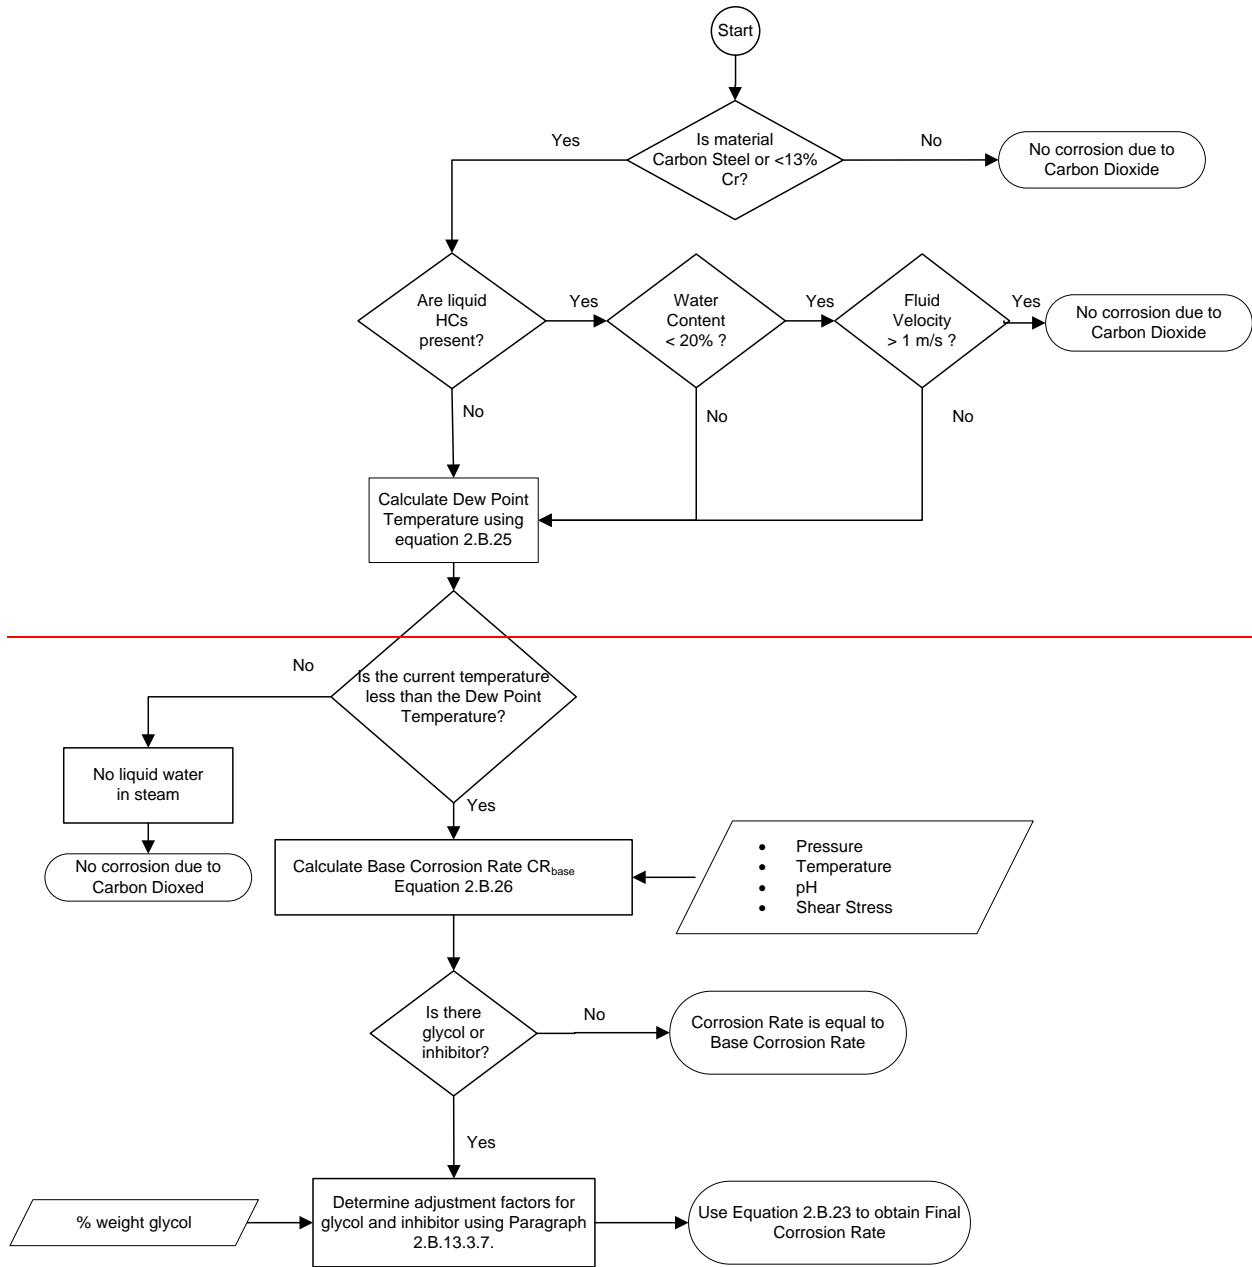 Start
Yes
Is material
Carbon Steel or <13%
Cr?
No
No corrosion due to
Carbon Dioxide
Are liquid
HCs
present?
Yes
Water
Content
< 20% ?
Yes
Fluid
Velocity
> 1 m/s ?
Yes
No corrosion due to
Carbon Dioxide
No
No
No
Calculate Dew Point
Temperature using
equation 2.B.25
No
Is the current temperature
less than the Dew Point
Temperature?
No liquid water
in steam
Yes
No corrosion due to
Carbon Dioxed
Calculate Base Corrosion Rate CRbase
Equation 2.B.26
• Pressure
• Temperature
• pH
• Shear Stress
Is there
glycol or
inhibitor?
No
Corrosion Rate is equal to
Base Corrosion Rate
Yes
% weight glycol
Determine adjustment factors for
glycol and inhibitor using Paragraph
2.B.13.3.7.
Use Equation 2.B.23 to obtain Final
Corrosion Rate